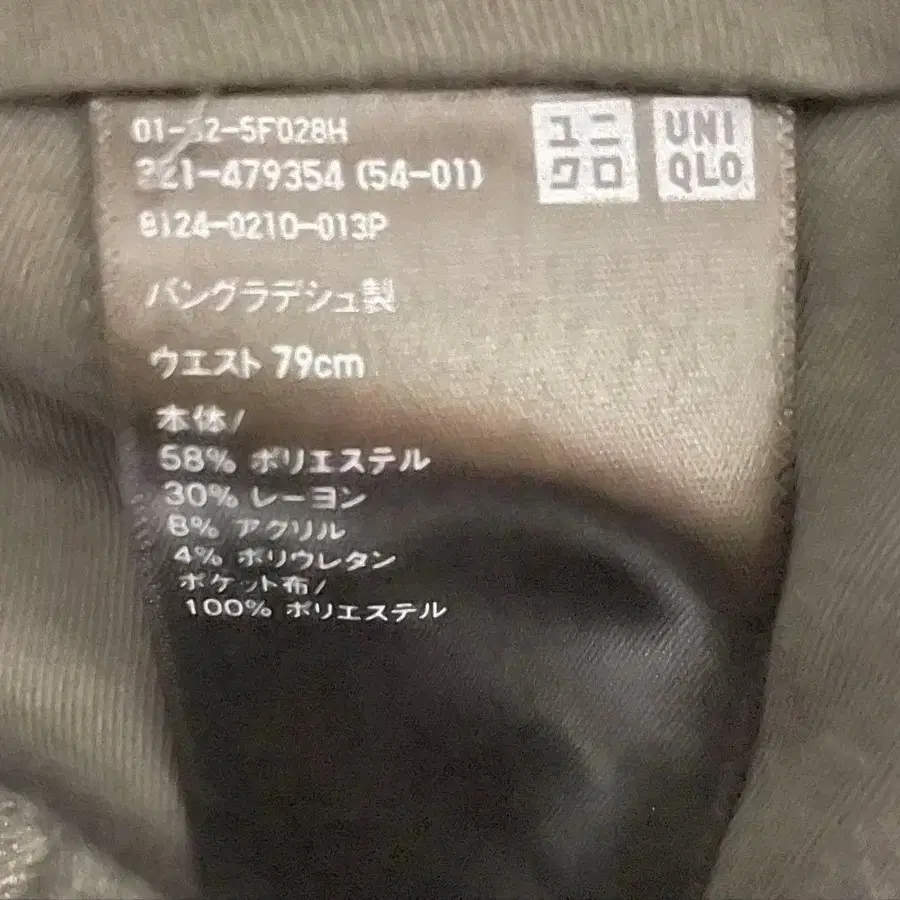 01-32-5F028H
321-479354 (54-01)
8124-0210-013P
ユニ
クロ
UNI
QLO
バングラデシュ製
ウエスト 79cm
本体/
58% ポリエステル
30% レーヨン
8% アクリル
4% ポリウレタン
ポケット布/
100% ポリエステル